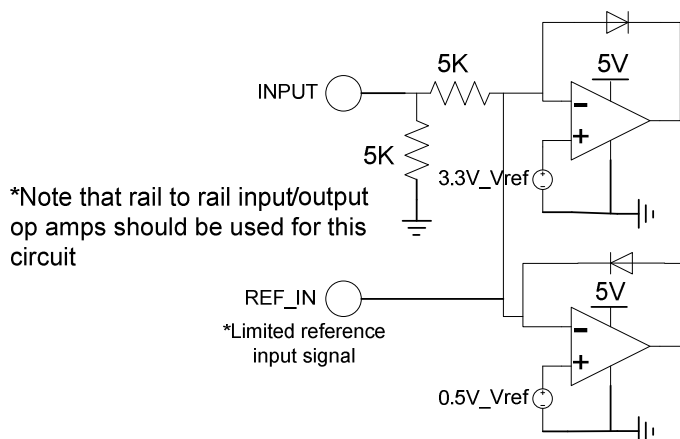 5K
5V
INPUT
-
+
5K
3.3V_Vref
*Note that rail to rail input/output
op amps should be used for this
circuit
REF_IN
*Limited reference
input signal
5V
-
+
0.5V_Vref